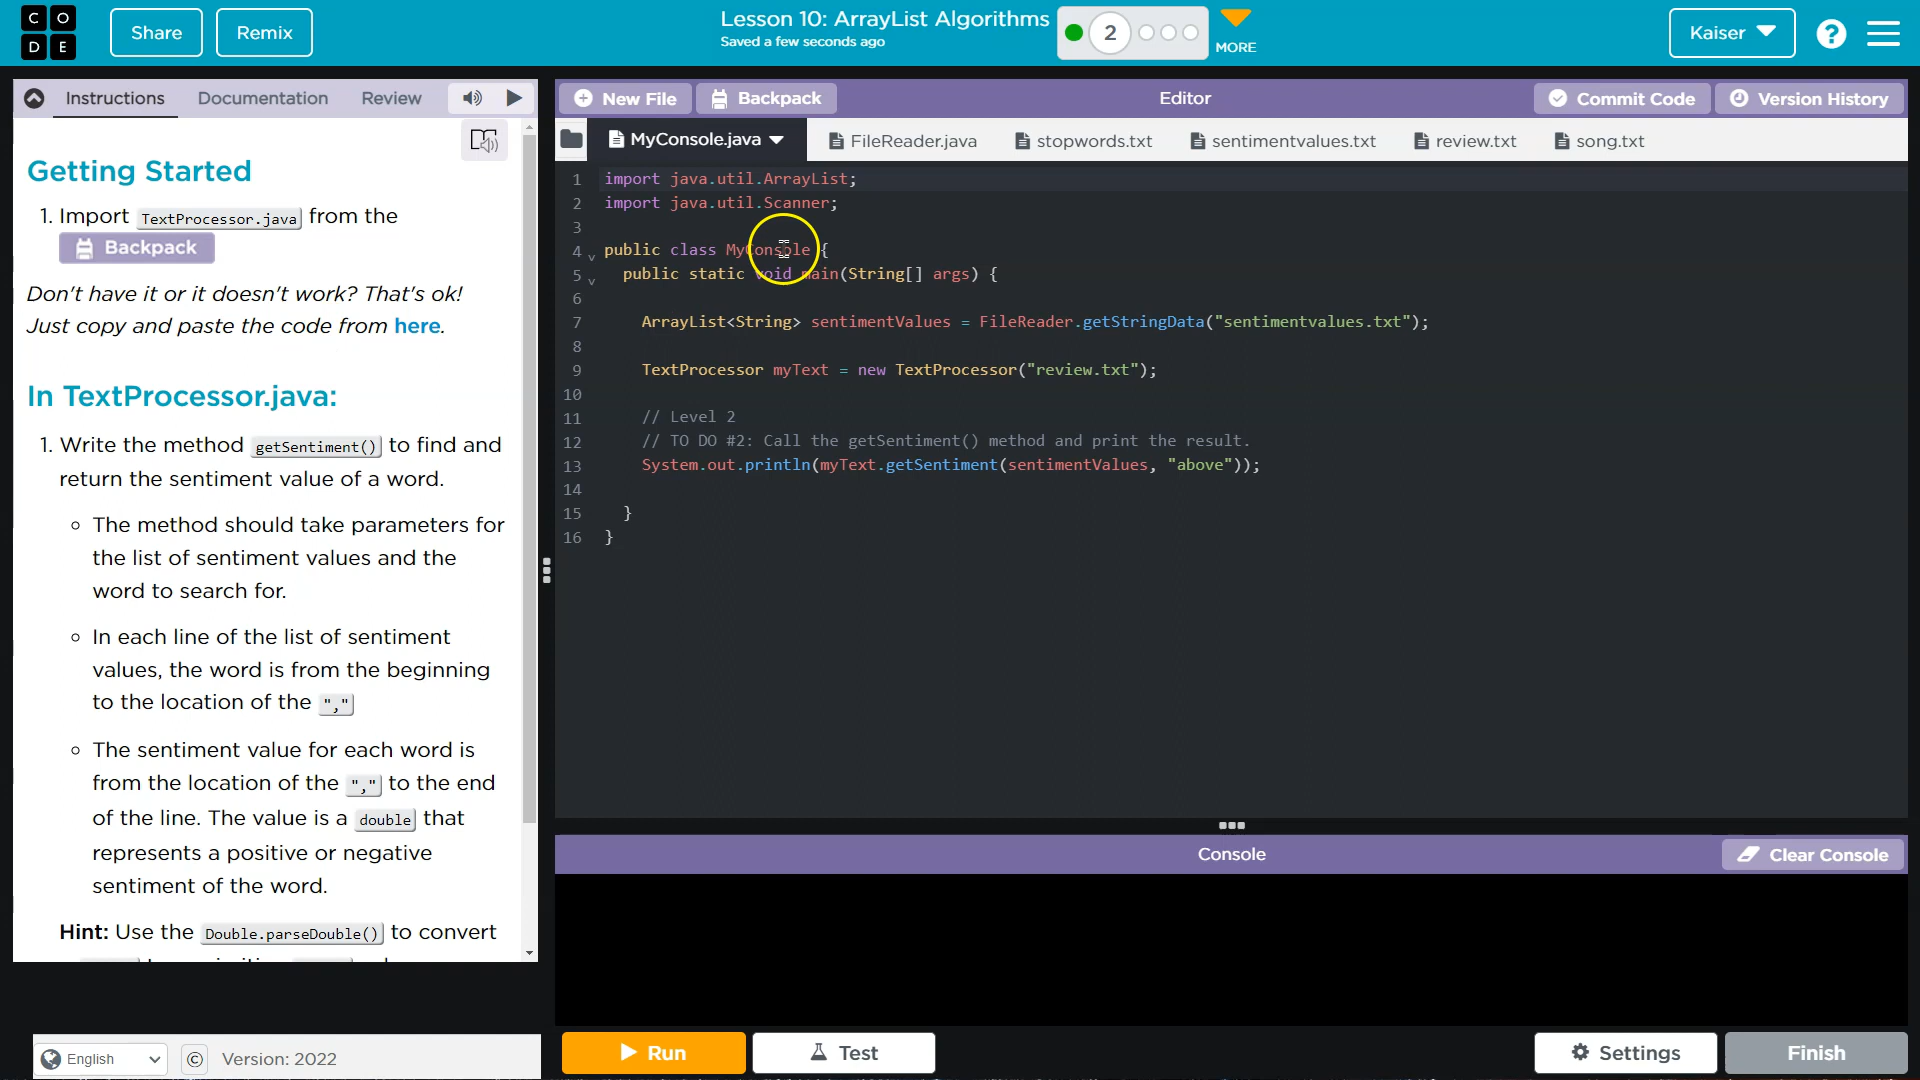 CODE
Share
Remix
Lesson 10: ArrayList Algorithms
Saved a few seconds ago
2
MORE
Kaiser
?
Instructions
Documentation
Review
Getting Started
1. Import TextProcessor.java from the
Backpack
Don't have it or it doesn't work? That's ok!
Just copy and paste the code from here.
In TextProcessor.java:
1. Write the method getSentiment() to find and
return the sentiment value of a word.
The method should take parameters for
the list of sentiment values and the
word to search for.
In each line of the list of sentiment
values, the word is from the beginning
to the location of the ","
The sentiment value for each word is
from the location of the "," to the end
of the line. The value is a double that
represents a positive or negative
sentiment of the word.
Hint: Use the Double.parseDouble() to convert
English
© Version: 2022
New File
Backpack
Editor
Commit Code
Version History
MyConsole.java
FileReader.java
stopwords.txt
sentimentvalues.txt
review.txt
song.txt
1 import java.util.ArrayList;
2 import java.util.Scanner;
3
4 public class MyConsole {
5 public static void main(String[] args) {
6
7 ArrayList<String> sentimentValues = FileReader.getStringData("sentimentvalues.txt");
8
9 TextProcessor myText = new TextProcessor("review.txt");
10
11 // Level 2
12 // TO DO #2: Call the getSentiment() method and print the result.
13 System.out.println(myText.getSentiment(sentimentValues, "above"));
14
15 }
16 }
Console
Clear Console
Run
Test
Settings
Finish